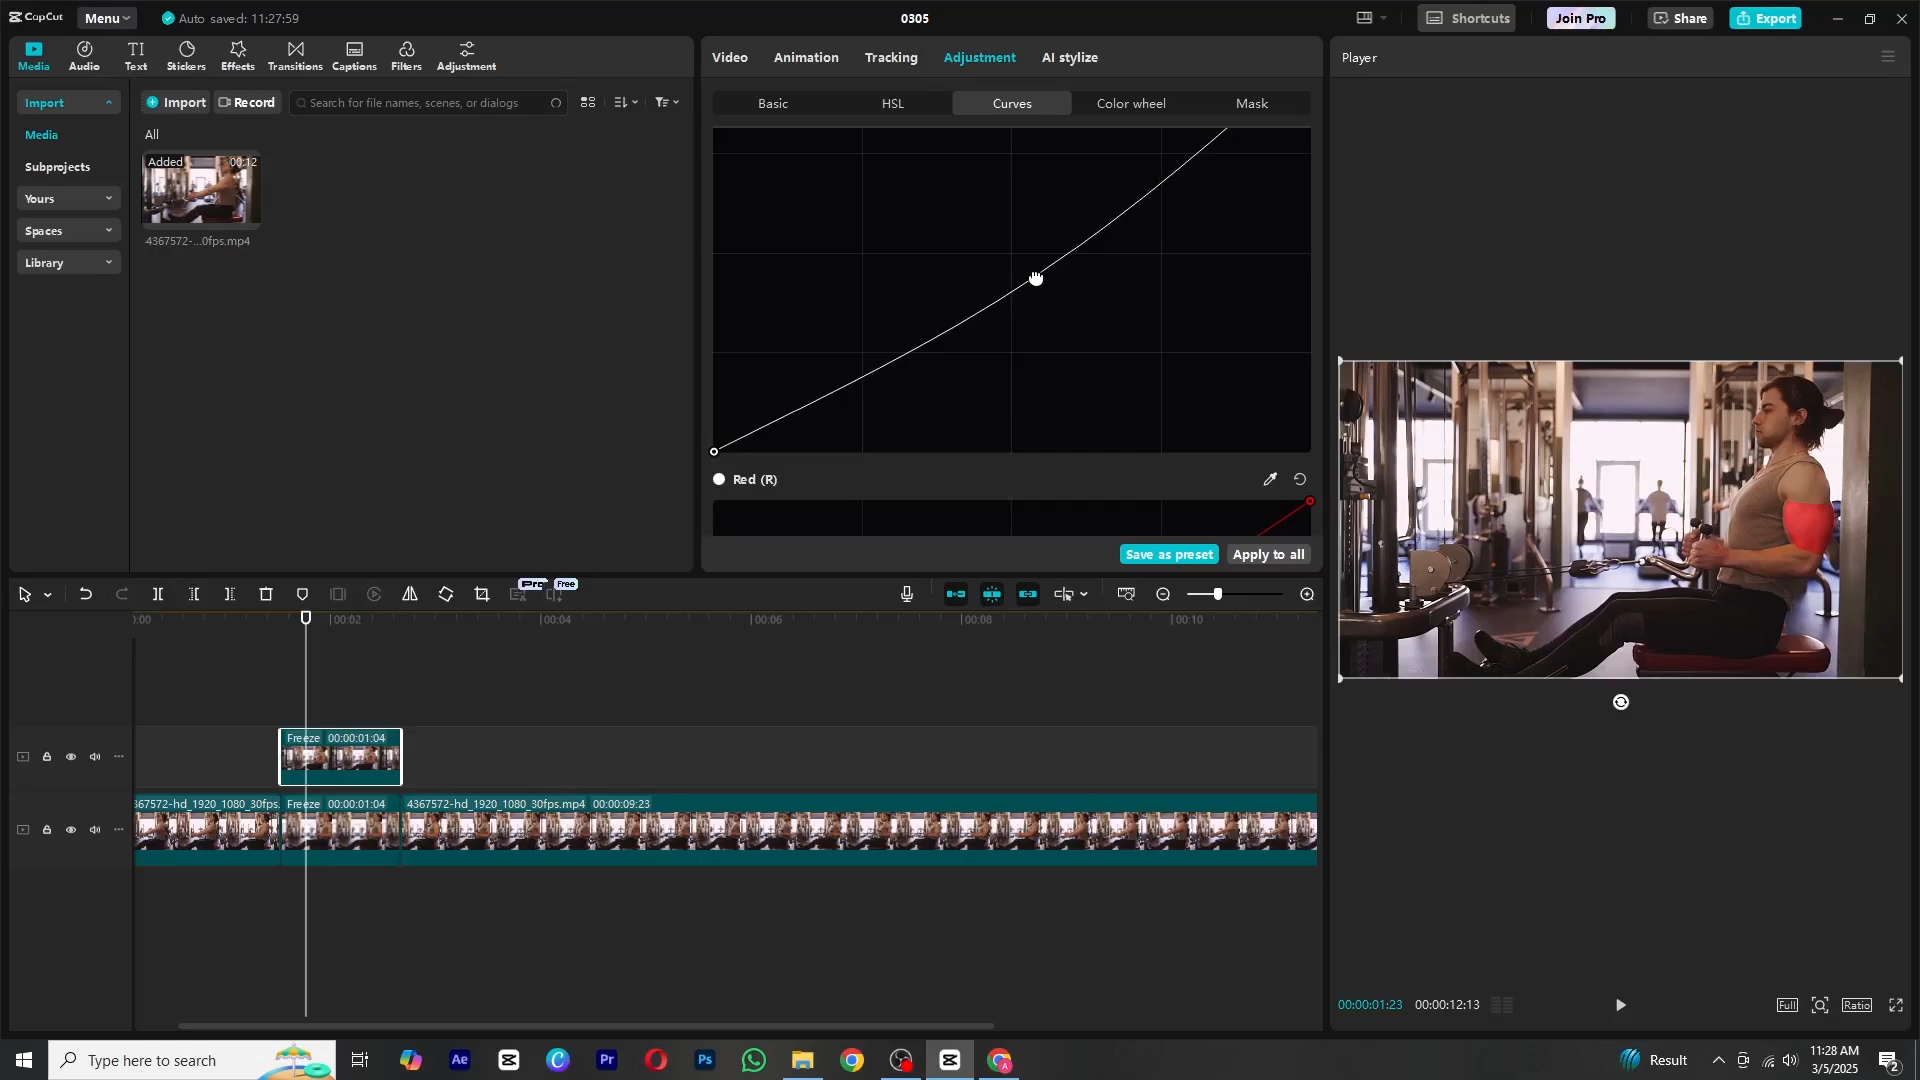 CapCut
Menu
Auto saved: 11:27:59
0305
Shortcuts
Join Pro
Share
Export
Media
Audio
Text
Stickers
Effects
Transitions
Captions
Filters
Adjustment
Import
Media
Subprojects
Yours
Spaces
Library
Import
Record
Search for file names, scenes, or dialogs
All
Added
00:12
4367572-...0fps.mp4
Video
Animation
Tracking
Adjustment
AI stylize
Basic
HSL
Curves
Color wheel
Mask
Red (R)
Save as preset
Apply to all
Player
00:00:01:23
00:00:12:13
Full
Ratio
Pro
Free
0:00
00:02
00:04
00:06
00:08
00:10
Freeze 00:00:01:04
367572-hd_1920_1080_30fps.
Freeze 00:00:01:04
4367572-hd_1920_1080_30fps.mp4 00:00:09:23
Type here to search
Ae
Pr
Ps
A
Result
11:28 AM
3/5/2025
2